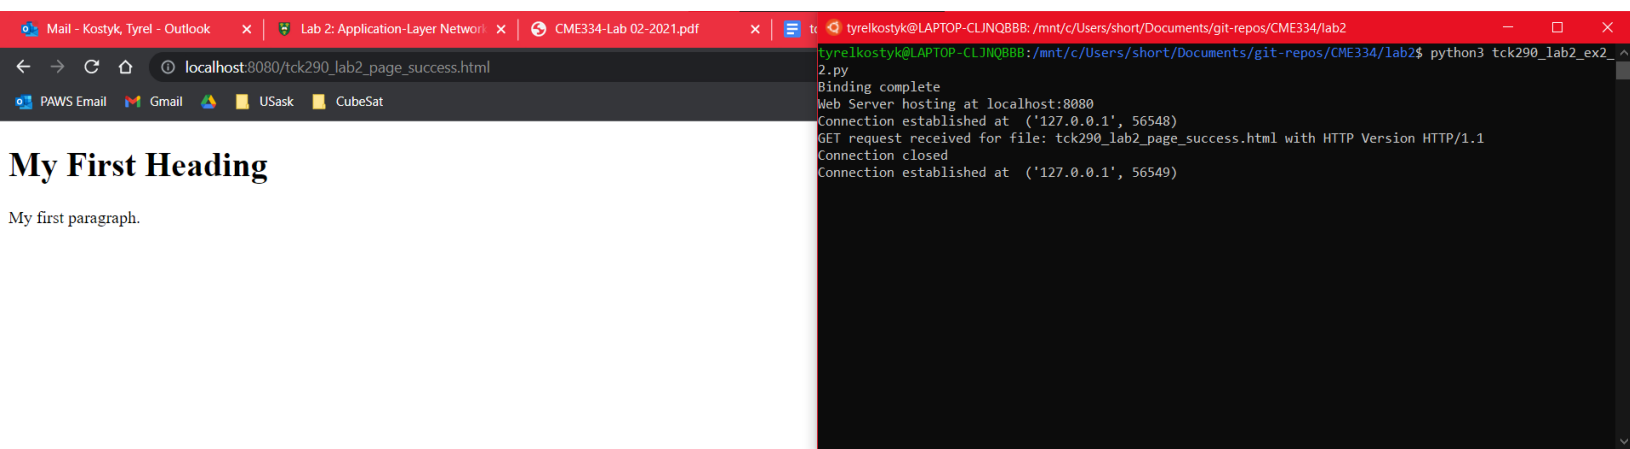 Mail - Kostyk, Tyrel - Outlook
Lab 2: Application-Layer Network
CME334-Lab 02-2021.pdf
tc
localhost:8080/tck290_lab2_page_success.html
PAWS Email Gmail USask CubeSat
My First Heading
My first paragraph.
tyrelkostyk@LAPTOP-CLJNQBBB: /mnt/c/Users/short/Documents/git-repos/CME334/lab2
tyrelkostyk@LAPTOP-CLJNQBBB:/mnt/c/Users/short/Documents/git-repos/CME334/lab2$ python3 tck290_lab2_ex2_
2.py
Binding complete
Web Server hosting at localhost:8080
Connection established at  ('127.0.0.1', 56548)
GET request received for file: tck290_lab2_page_success.html with HTTP Version HTTP/1.1
Connection closed
Connection established at  ('127.0.0.1', 56549)